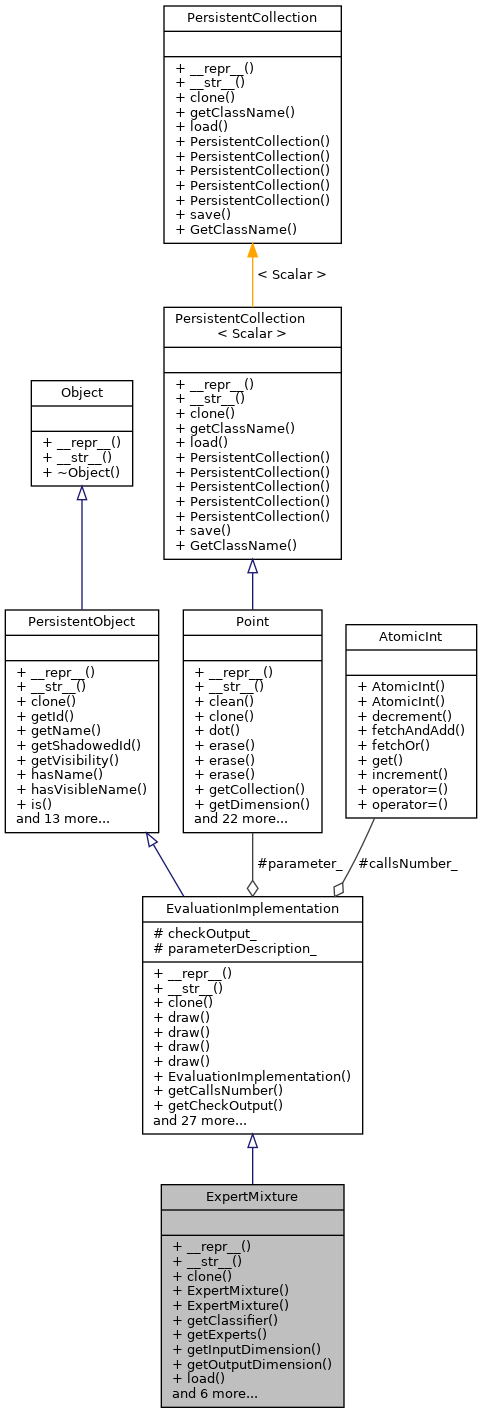 PersistentCollection
+ __repr__()
+ __str__()
+ clone()
+ getClassName()
+ load()
+ PersistentCollection()
+ PersistentCollection()
+ PersistentCollection()
+ PersistentCollection()
+ PersistentCollection()
+ save()
+ GetClassName()
< Scalar >
PersistentCollection
< Scalar >
+ __repr__()
+ __str__()
+ clone()
+ getClassName()
+ load()
+ PersistentCollection()
+ PersistentCollection()
+ PersistentCollection()
+ PersistentCollection()
+ PersistentCollection()
+ save()
+ GetClassName()
Object
+ __repr__()
+ __str__()
+ ~Object()
PersistentObject
+ __repr__()
+ __str__()
+ clone()
+ getId()
+ getName()
+ getShadowedId()
+ getVisibility()
+ hasName()
+ hasVisibleName()
+ is()
and 13 more...
Point
+ __repr__()
+ __str__()
+ clean()
+ clone()
+ dot()
+ erase()
+ erase()
+ erase()
+ getCollection()
+ getDimension()
and 22 more...
AtomicInt
+ AtomicInt()
+ AtomicInt()
+ decrement()
+ fetchAndAdd()
+ fetchOr()
+ get()
+ increment()
+ operator=()
+ operator=()
#parameter_
#callsNumber_
EvaluationImplementation
# checkOutput_
# parameterDescription_
+ __repr__()
+ __str__()
+ clone()
+ draw()
+ draw()
+ draw()
+ draw()
+ EvaluationImplementation()
+ getCallsNumber()
+ getCheckOutput()
and 27 more...
ExpertMixture
+ __repr__()
+ __str__()
+ clone()
+ ExpertMixture()
+ ExpertMixture()
+ getClassifier()
+ getExperts()
+ getInputDimension()
+ getOutputDimension()
+ load()
and 6 more...